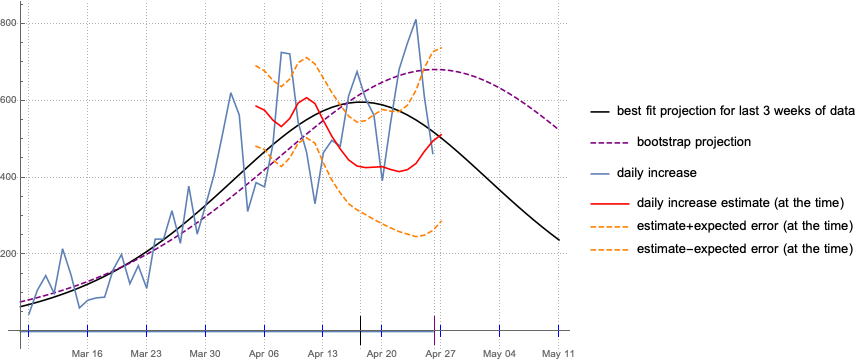 800
600
400
200
Mar 16 Mar 23 Mar 30 Apr 06 Apr 13 Apr 20 Apr 27 May 04 May 11
best fit projection for last 3 weeks of data
bootstrap projection
daily increase
daily increase estimate (at the time)
estimate+expected error (at the time)
estimate−expected error (at the time)